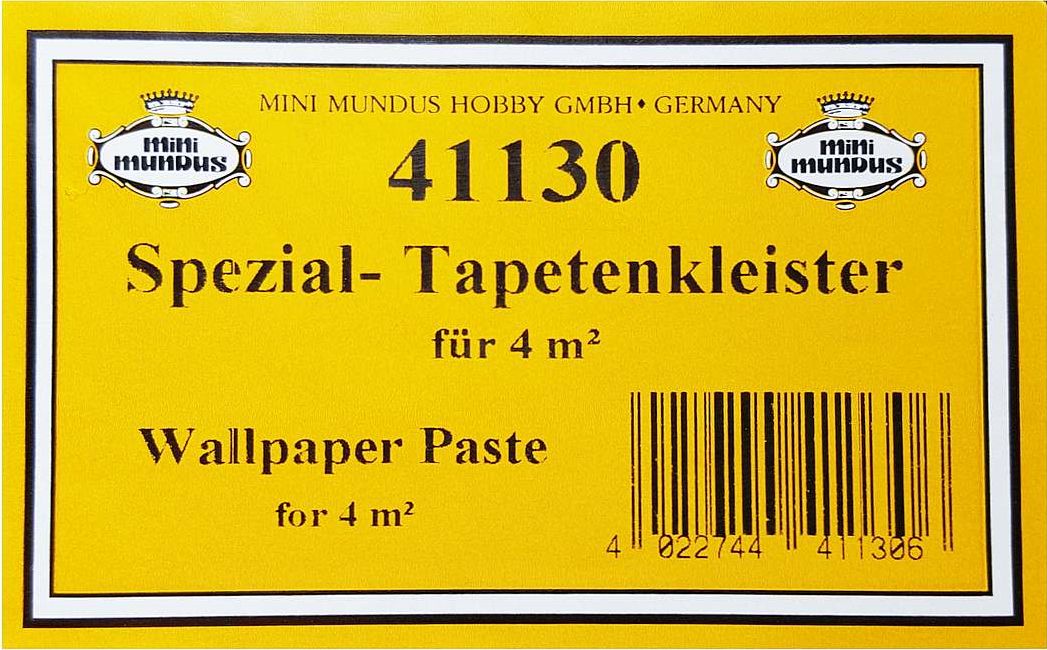 MINI MUNDUS HOBBY GMBH♦GERMANY
mini mundus
41130
mini mundus
Spezial- Tapetenkleister
für 4 m²
Wallpaper Paste
for 4 m²
4 022744 411306